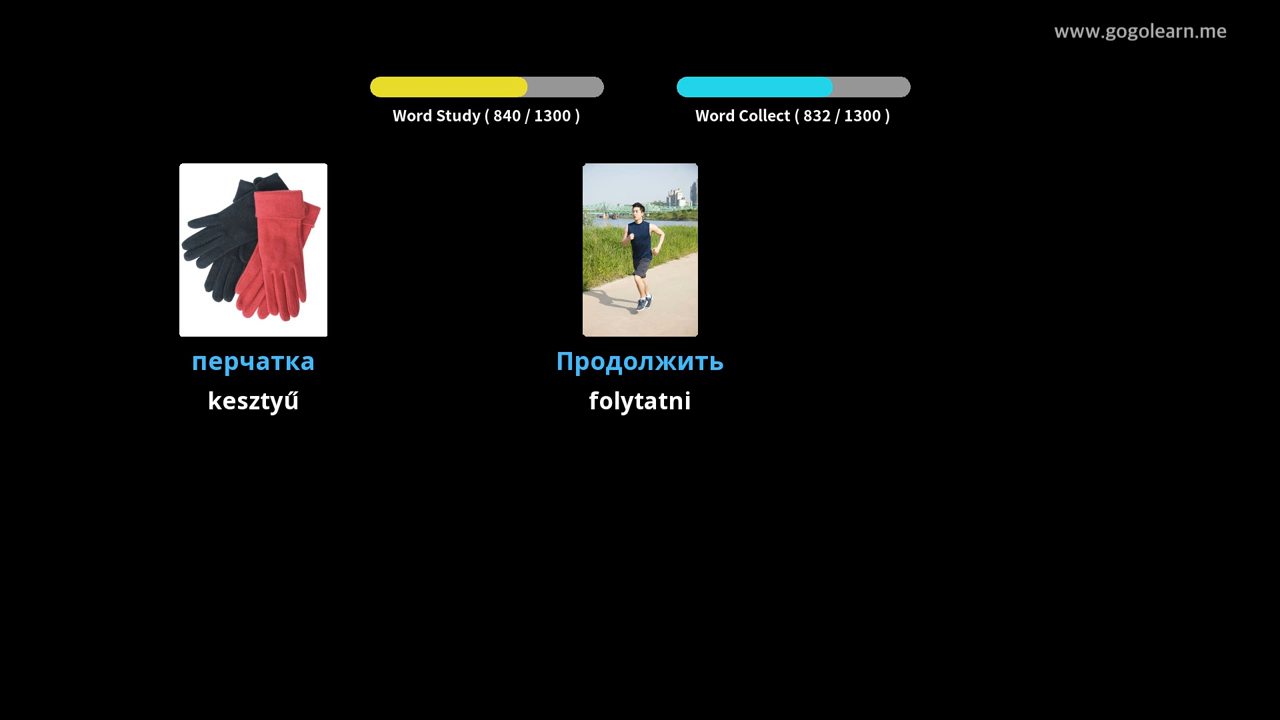 www.gogolearn.me
Word Study ( 840 / 1300 )
Word Collect ( 832 / 1300 )
перчатка
kesztyű
Продолжить
folytatni